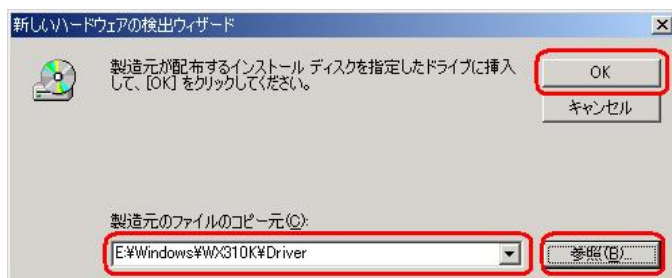 新しいハードウェアの検出ウィザード
製造元が配布するインストール ディスクを指定したドライブに挿入
して、[OK] をクリックしてください。
OK
キャンセル
製造元のファイルのコピー元(C):
E:¥Windows¥WX310K¥Driver
参照(B)...